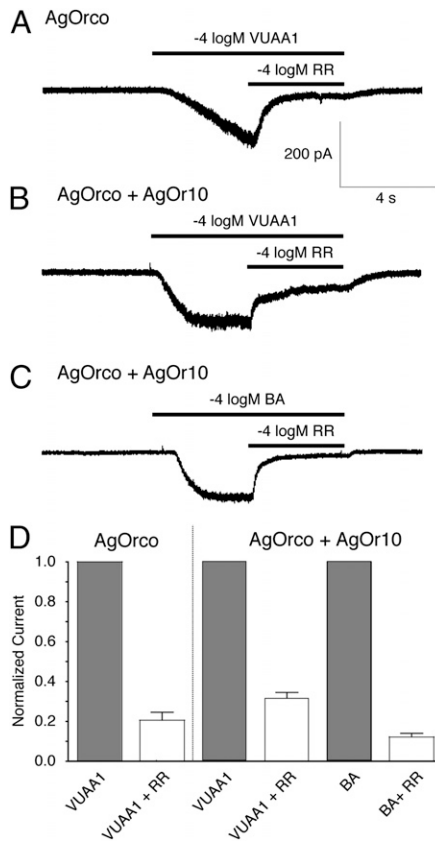 A AgOrco
-4 logM VUAA1
-4 logM RR
200 pA
4 s
B AgOrco + AgOr10
-4 logM VUAA1
-4 logM RR
C AgOrco + AgOr10
-4 logM BA
-4 logM RR
D AgOrco AgOrco + AgOr10
Normalized Current
1.0
0.8
0.6
0.4
0.2
0.0
VUAA1
VUAA1 + RR
VUAA1
VUAA1 + RR
BA
BA+ RR